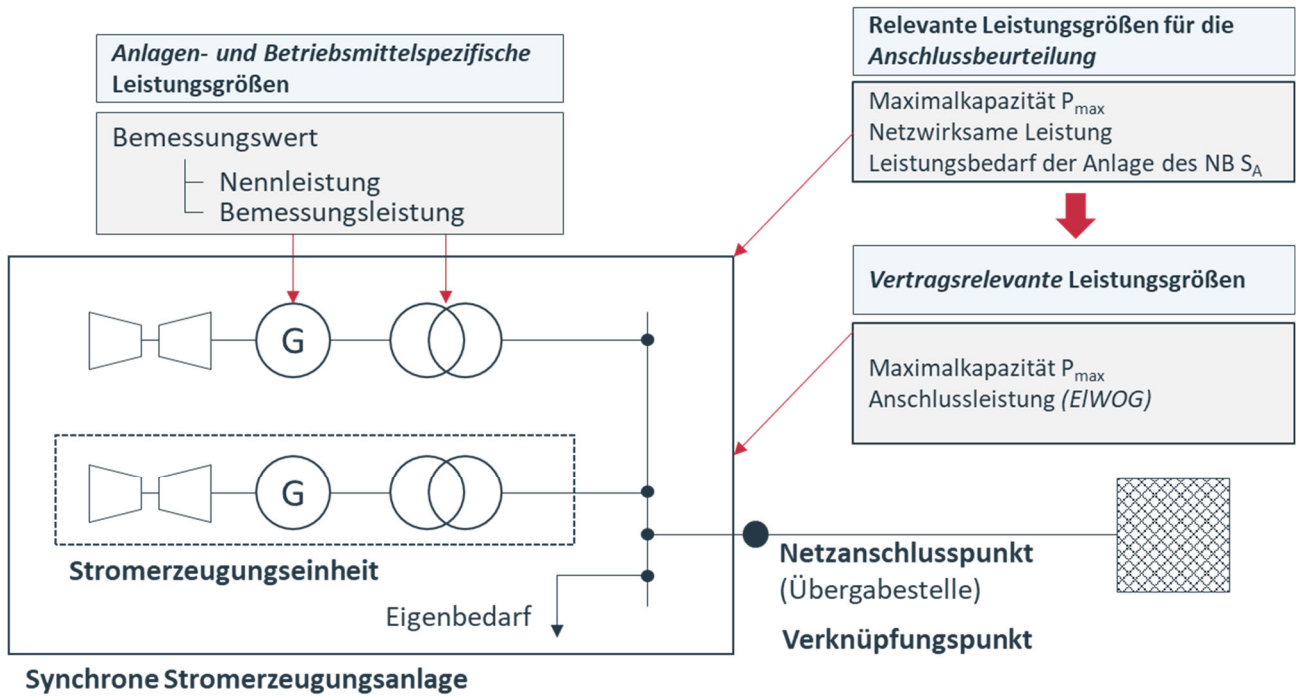 Anlagen- und Betriebsmittelspezifische
Leistungsgrößen
Bemessungswert
Nennleistung
Bemessungsleistung
Relevante Leistungsgrößen für die
Anschlussbeurteilung
Maximalkapazität Pmax
Netzwirksame Leistung
Leistungsbedarf der Anlage des NB SA
Vertragsrelevante Leistungsgrößen
Maximalkapazität Pmax
Anschlussleistung (ElWOG)
G
G
Stromerzeugungseinheit
Eigenbedarf
Netzanschlusspunkt
(Übergabestelle)
Verknüpfungspunkt
Synchrone Stromerzeugungsanlage